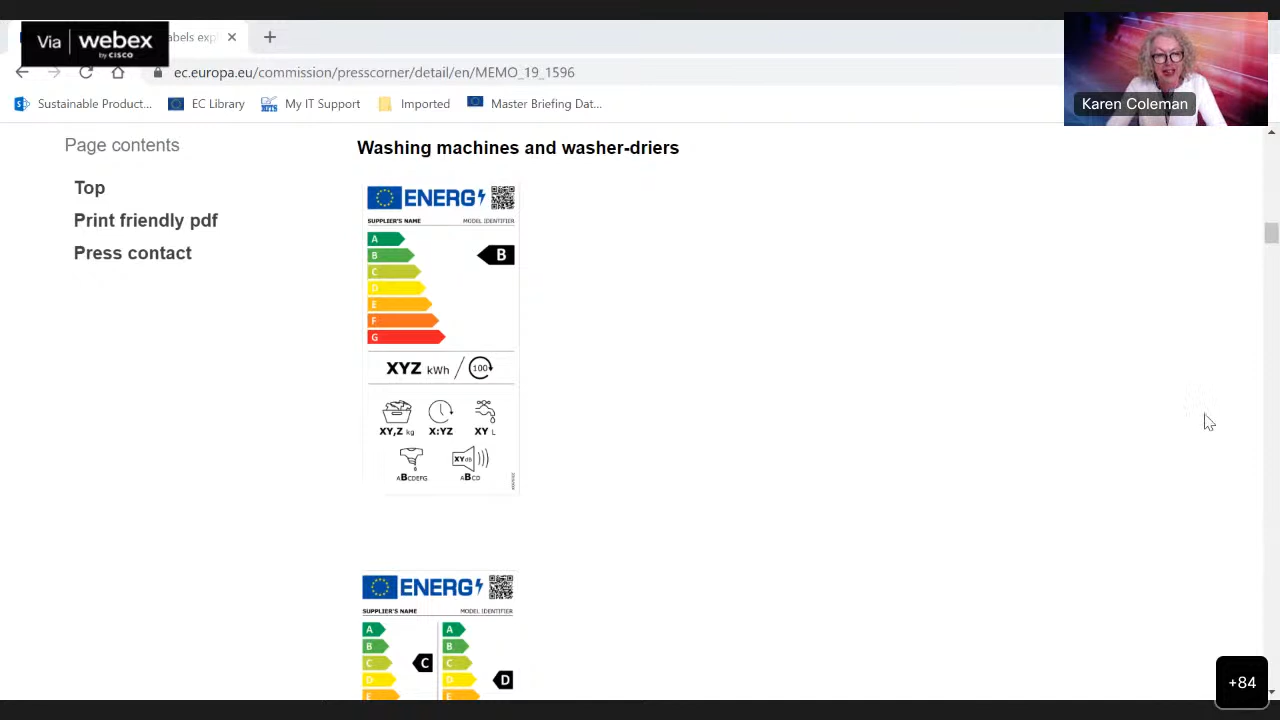 Via webex
by CISCO
abels exp
ec.europa.eu/commission/presscorner/detail/en/MEMO_19_1596
Sustainable Product...
EC Library
My IT Support
Imported
Master Briefing Dat...
Karen Coleman
Page contents
Top
Print friendly pdf
Press contact
Washing machines and washer-driers
ENERG
SUPPLIER'S NAME MODEL IDENTIFIER
A
B B
C
D
E
F
G
XYZ kWh / 100
XY,Z kg X:YZ XY L
XY dB
ABCDEFG ABCD
ENERG
SUPPLIER'S NAME MODEL IDENTIFIER
A A
B B
C C C
D D D
E E
+84